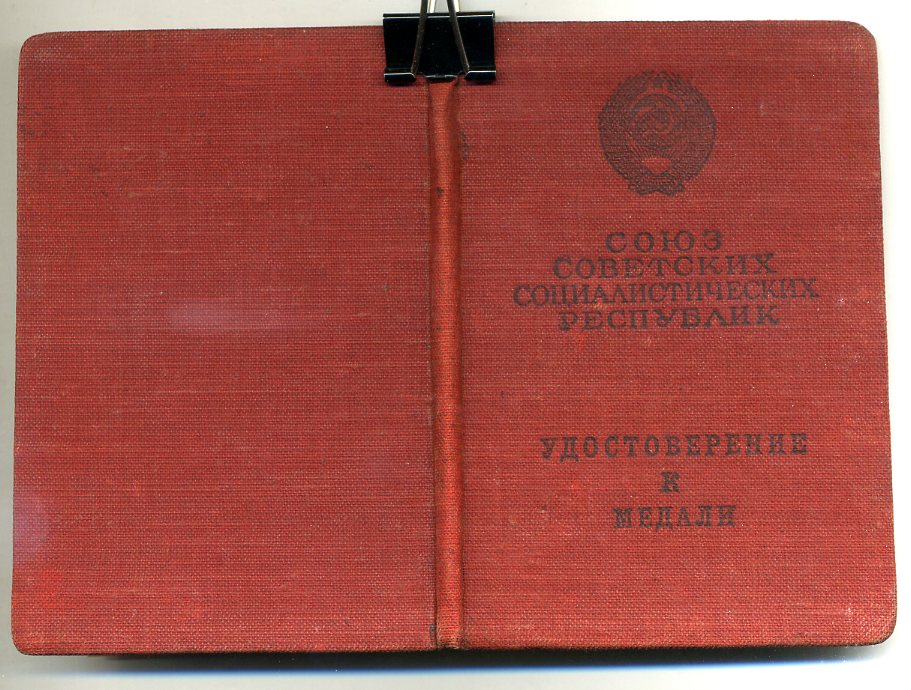 СОЮЗ
СОВЕТСКИХ
СОЦИАЛИСТИЧЕСКИХ
РЕСПУБЛИК
УДОСТОВЕРЕНИЕ
К
МЕДАЛИ